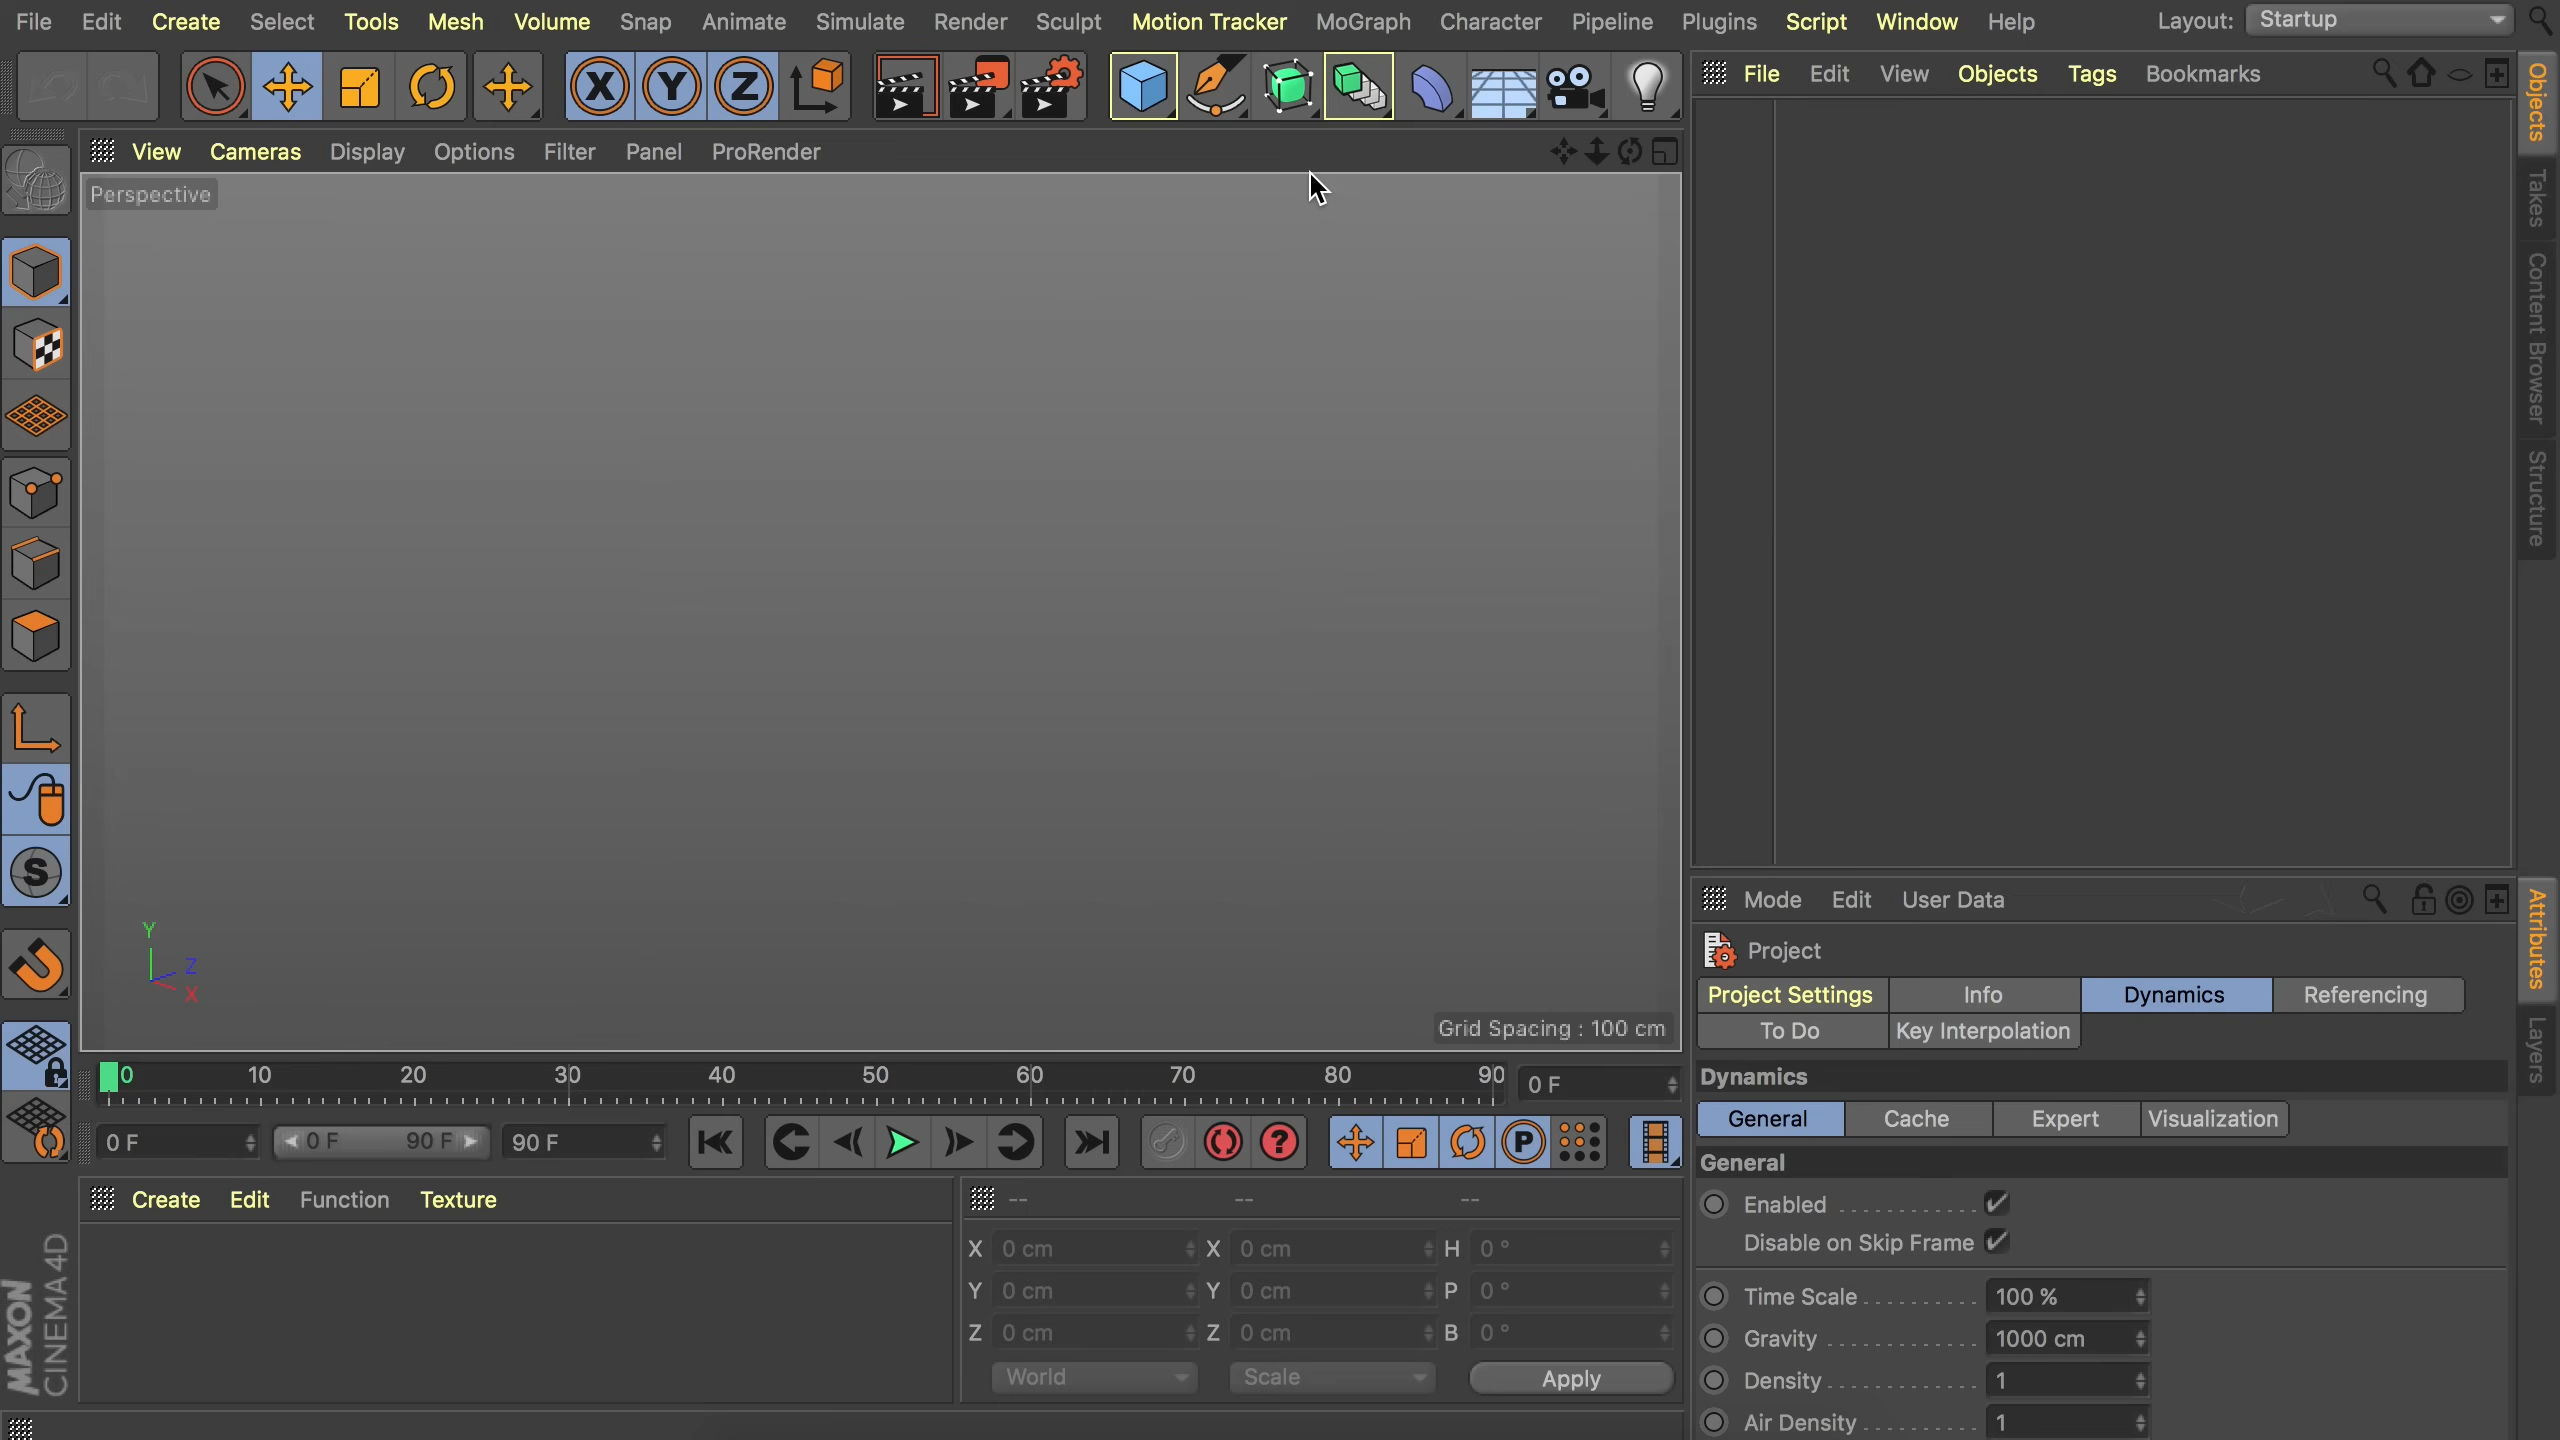 File Edit Create Select Tools Mesh Volume Snap Animate Simulate Render Sculpt Motion Tracker MoGraph Character Pipeline Plugins Script Window Help Layout: Startup
X Y Z
File Edit View Objects Tags Bookmarks
View Cameras Display Options Filter Panel ProRender
Perspective
Objects
Takes
Content Browser
Structure
S
Y
Z
X
Grid Spacing : 100 cm
Mode Edit User Data
Project
Project Settings Info Dynamics Referencing
To Do Key Interpolation
Attributes
Layers
0 10 20 30 40 50 60 70 80 90 0 F
0 F 0 F 90 F 90 F ? P
Dynamics
General Cache Expert Visualization
General
Enabled
Disable on Skip Frame
Time Scale 100 %
Gravity 1000 cm
Density 1
Air Density 1
Create Edit Function Texture
-- -- --
X 0 cm X 0 cm H 0 °
Y 0 cm Y 0 cm P 0 °
Z 0 cm Z 0 cm B 0 °
World Scale Apply
MAXON
CINEMA 4D